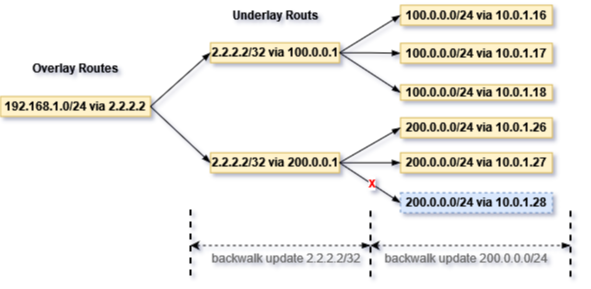 Underlay Routs
100.0.0.0/24 via 10.0.1.16
2.2.2.2/32 via 100.0.0.1
100.0.0.0/24 via 10.0.1.17
Overlay Routes
100.0.0.0/24 via 10.0.1.18
192.168.1.0/24 via 2.2.2.2
200.0.0.0/24 via 10.0.1.26
2.2.2.2/32 via 200.0.0.1
200.0.0.0/24 via 10.0.1.27
X
200.0.0.0/24 via 10.0.1.28
backwalk update 2.2.2.2/32
backwalk update 200.0.0.0/24